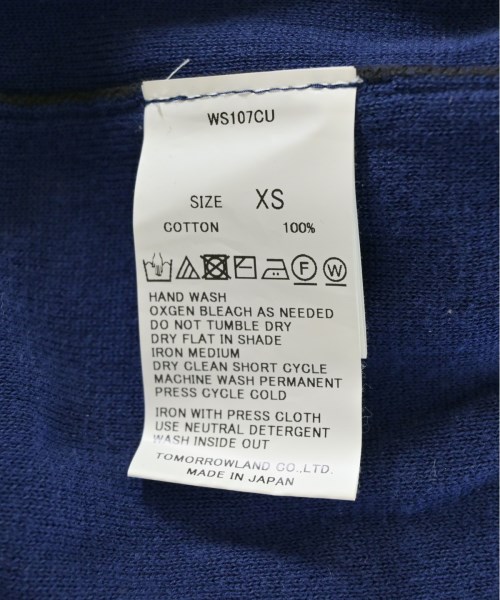 WS107CU
SIZE XS
COTTON 100%
F W
HAND WASH
OXGEN BLEACH AS NEEDED
DO NOT TUMBLE DRY
DRY FLAT IN SHADE
IRON MEDIUM
DRY CLEAN SHORT CYCLE
MACHINE WASH PERMANENT
PRESS CYCLE COLD
IRON WITH PRESS CLOTH
USE NEUTRAL DETERGENT
WASH INSIDE OUT
TOMORROWLAND CO.,LTD.
MADE IN JAPAN